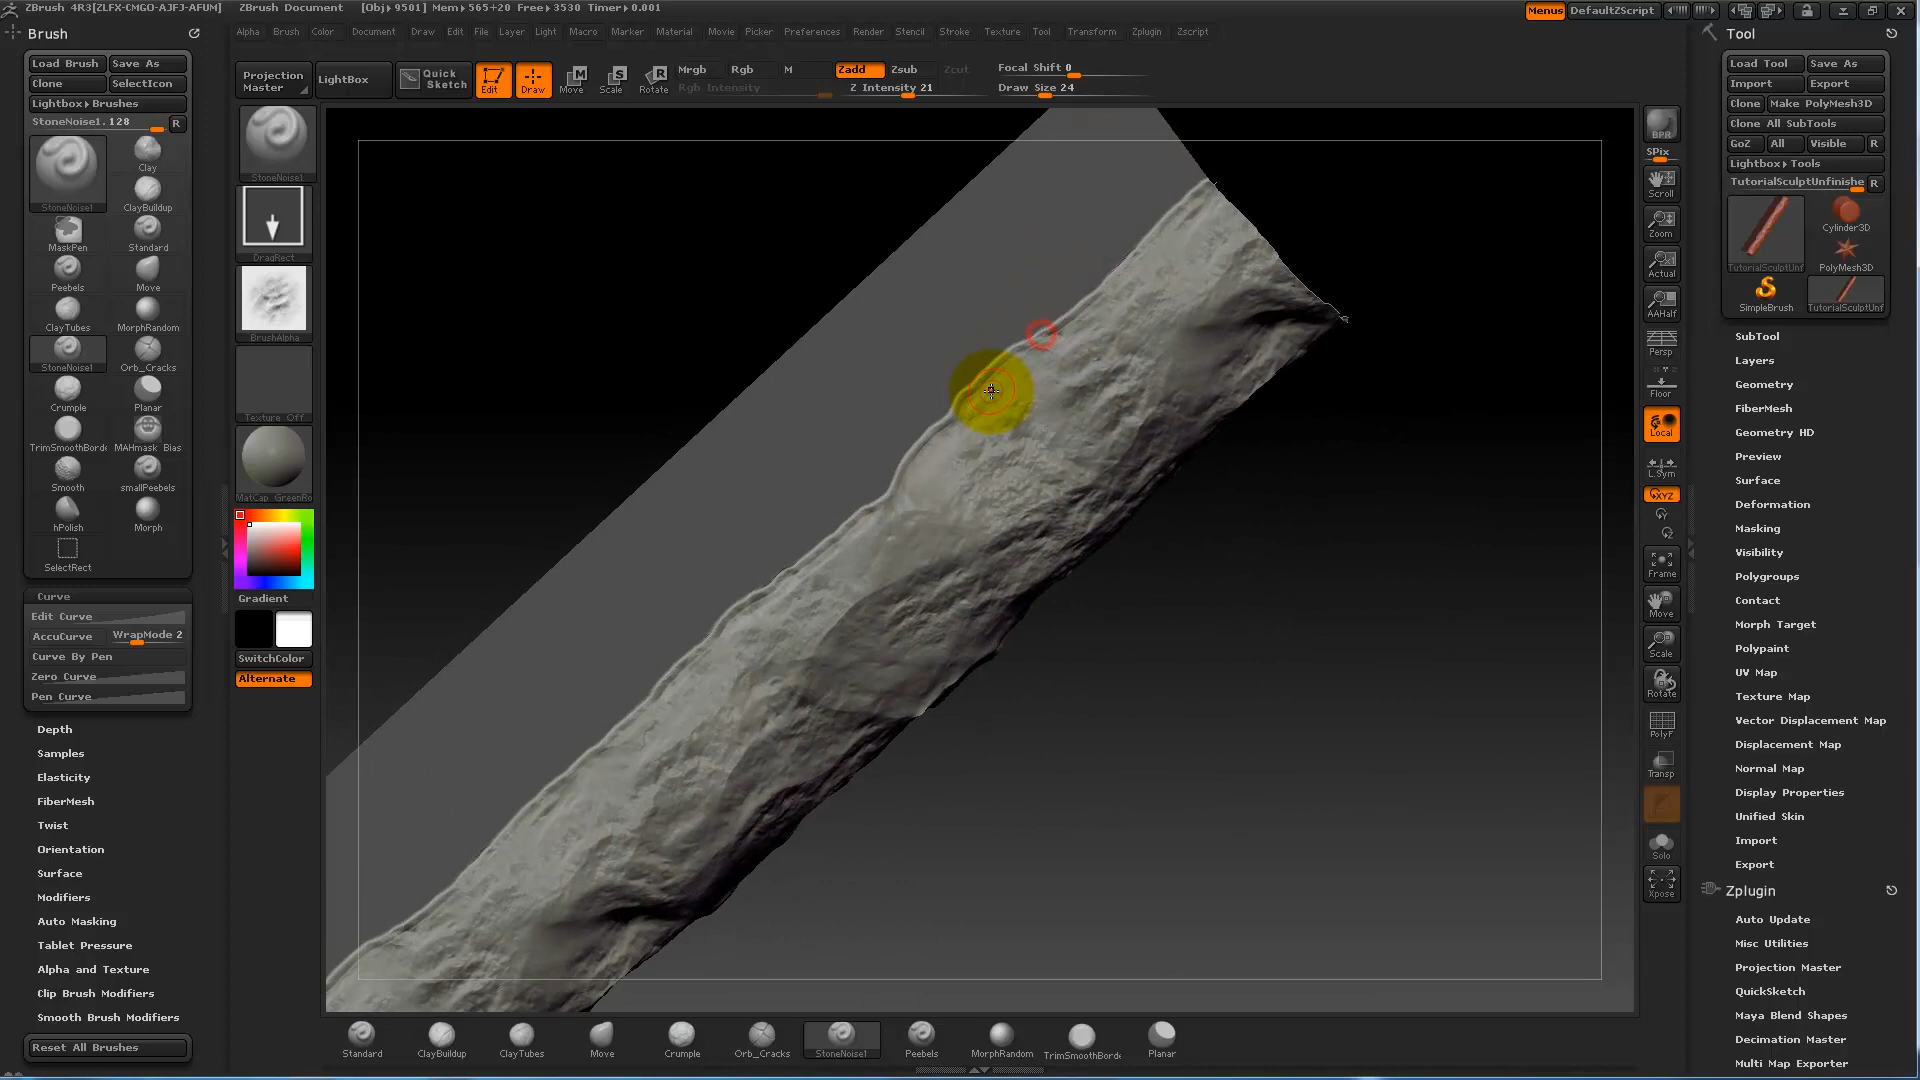 ZBrush 4R3[ZLFX-CMGO-AJFJ-AFUM] ZBrush Document [Obj▸9501] Mem▸565+20 Free▸3530 Timer▸0.001 Menus DefaultZScript
Brush
Load Brush Save As
Clone SelectIcon
Lightbox▸Brushes
StoneNoise1. 128 R
StoneNoise1 Clay
ClayBuildup
MaskPen Standard
Peebels Move
ClayTubes MorphRandom
StoneNoise1 Orb_Cracks
Crumple Planar
TrimSmoothBorde MAHmask_Bias
Smooth smallPeebels
hPolish Morph
SelectRect
Curve
Edit Curve
AccuCurve WrapMode 2
Curve By Pen
Zero Curve
Pen Curve
Depth
Samples
Elasticity
FiberMesh
Twist
Orientation
Surface
Modifiers
Auto Masking
Tablet Pressure
Alpha and Texture
Clip Brush Modifiers
Smooth Brush Modifiers
Reset All Brushes
Alpha Brush Color Document Draw Edit File Layer Light Macro Marker Material Movie Picker Preferences Render Stencil Stroke Texture Tool Transform Zplugin Zscript
Projection Master
LightBox
Quick Sketch
Edit Draw Move Scale Rotate
Mrgb Rgb M Zadd Zsub Zcut
Rgb Intensity Z Intensity 21
Focal Shift 0
Draw Size 24
StoneNoise1
DragRect
BrushAlpha
Texture Off
MatCap GreenRo
Gradient
SwitchColor
Alternate
Standard ClayBuildup ClayTubes Move Crumple Orb_Cracks StoneNoise1 Peebels MorphRandom TrimSmoothBorde Planar
BPR
SPix
Scroll
Zoom
Actual
AAHalf
Persp
Floor
Local
L.Sym
XYZ
Frame
Move
Scale
Rotate
PolyF
Transp
Solo
Xpose
Tool
Load Tool Save As
Import Export
Clone Make PolyMesh3D
Clone All SubTools
GoZ All Visible R
Lightbox▸Tools
TutorialSculptUnfinishe R
TutorialSculptUnf Cylinder3D
PolyMesh3D
SimpleBrush TutorialSculptUnf
SubTool
Layers
Geometry
FiberMesh
Geometry HD
Preview
Surface
Deformation
Masking
Visibility
Polygroups
Contact
Morph Target
Polypaint
UV Map
Texture Map
Vector Displacement Map
Displacement Map
Normal Map
Display Properties
Unified Skin
Import
Export
Zplugin
Auto Update
Misc Utilities
Projection Master
QuickSketch
Maya Blend Shapes
Decimation Master
Multi Map Exporter